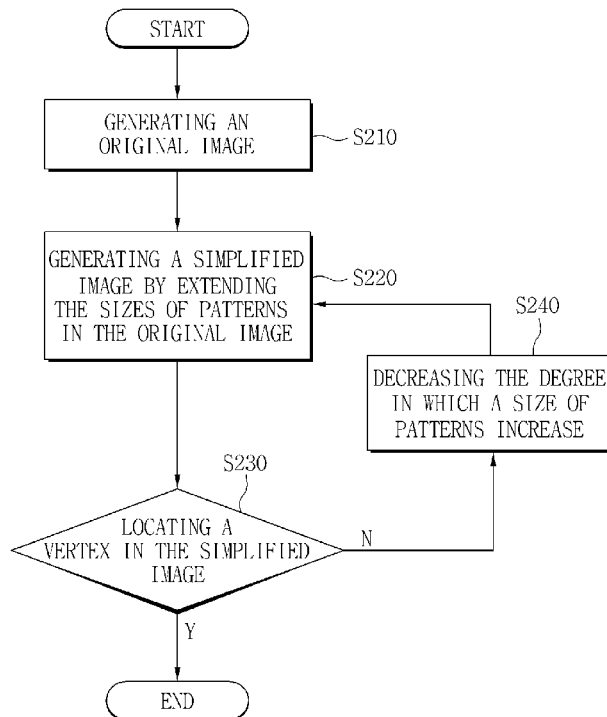 START
GENERATING AN
ORIGINAL IMAGE
S210
GENERATING A SIMPLIFIED
IMAGE BY EXTENDING
THE SIZES OF PATTERNS
IN THE ORIGINAL IMAGE
S220
S240
DECREASING THE DEGREE
IN WHICH A SIZE OF
PATTERNS INCREASE
S230
LOCATING A
VERTEX IN THE SIMPLIFIED
IMAGE
N
Y
END